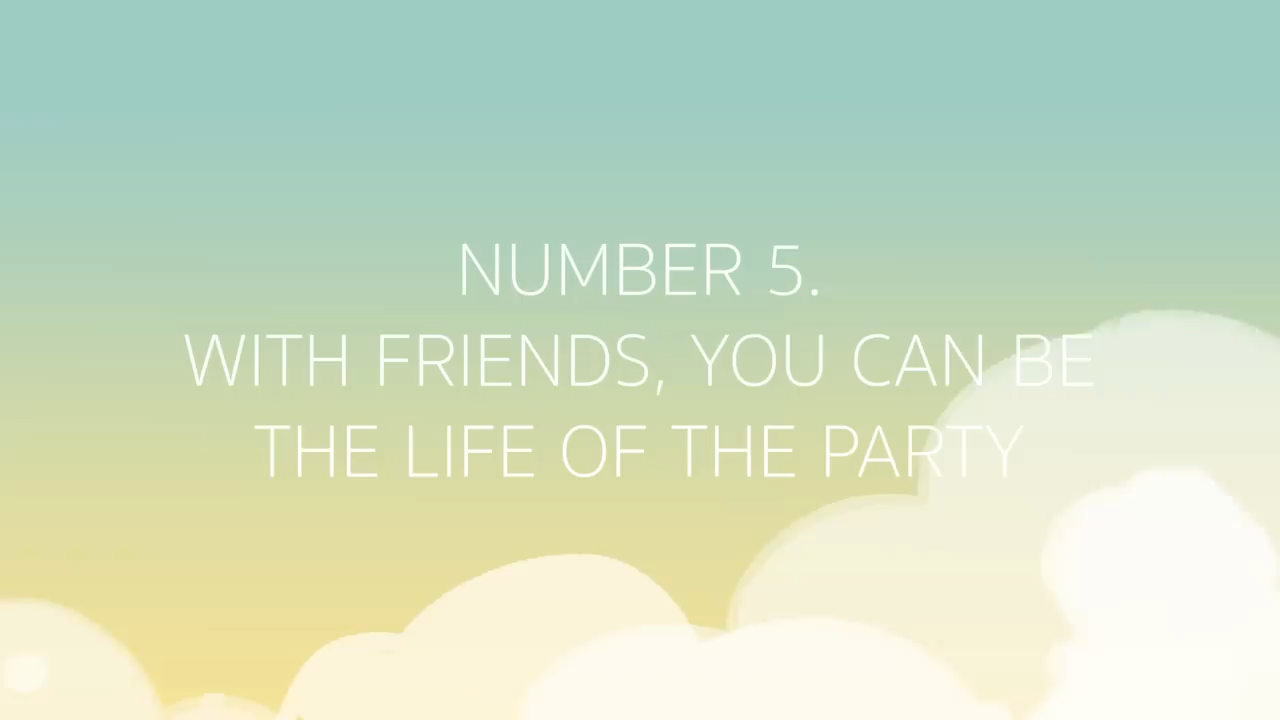 NUMBER 5.
WITH FRIENDS, YOU CAN BE
THE LIFE OF THE PARTY